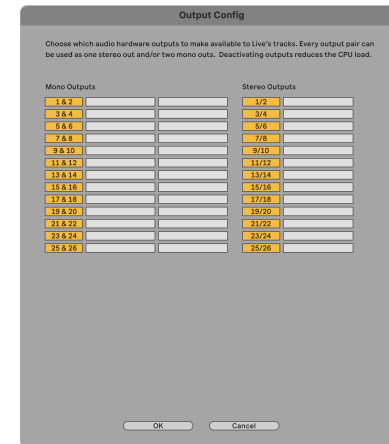 Output Config
Choose which audio hardware outputs to make available to Live's tracks. Every output pair can
be used as one stereo out and/or two mono outs. Deactivating outputs reduces the CPU load.
Mono Outputs
Stereo Outputs
1 & 2
1/2
3 & 4
3/4
5 & 6
5/6
7 & 8
7/8
9 & 10
9/10
11 & 12
11/12
13 & 14
13/14
15 & 16
15/16
17 & 18
17/18
19 & 20
19/20
21 & 22
21/22
23 & 24
23/24
25 & 26
25/26
OK
Cancel